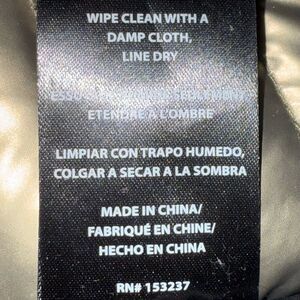 WIPE CLEAN WITH A
DAMP CLOTH,
LINE DRY
ETENDRE A L'OMBRE
LIMPIAR CON TRAPO HUMEDO,
COLGAR A SECAR A LA SOMBRA
MADE IN CHINA/
FABRIQUÉ EN CHINE/
HECHO EN CHINA
RN# 153237